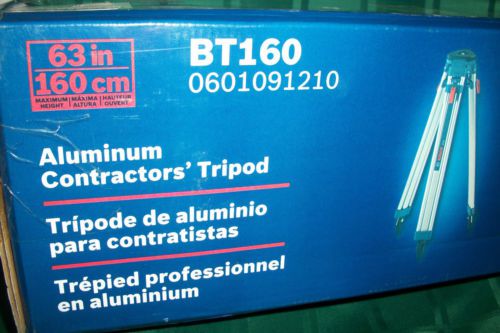 63 in
160 cm
MAXIMUM HEIGHT | MÁXIMA ALTURA | HAUTEUR OUVERT
BT160
0601091210
Aluminum
Contractors' Tripod
Trípode de aluminio
para contratistas
Trépied professionnel
en aluminium